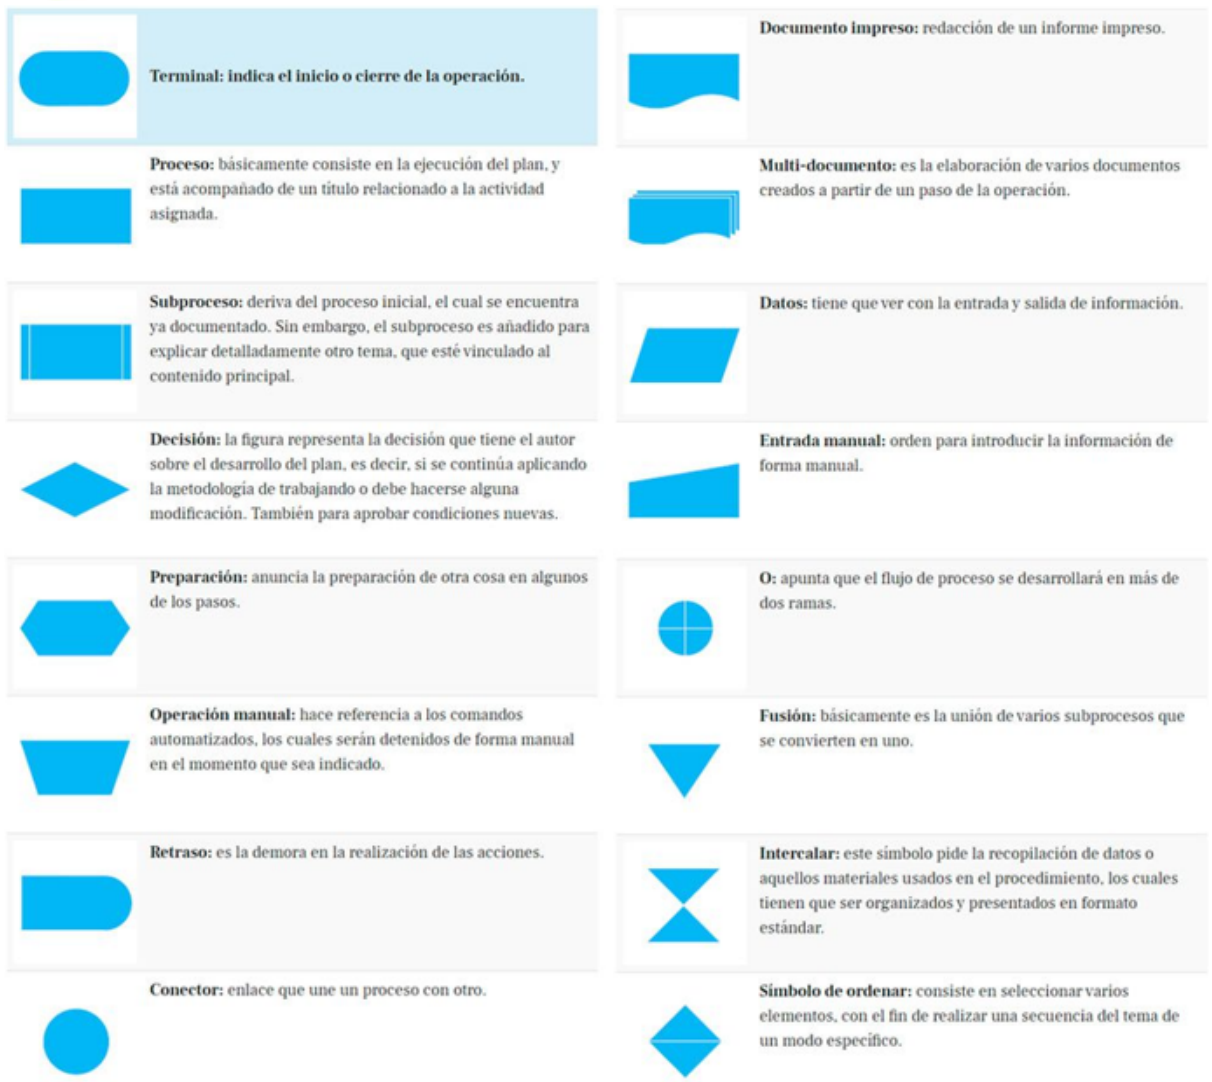 Terminal: indica el inicio o cierre de la operación.
Proceso: básicamente consiste en la ejecución del plan, y
está acompañado de un título relacionado a la actividad
asignada.
Subproceso: deriva del proceso inicial, el cual se encuentra
ya documentado. Sin embargo, el subproceso es añadido para
explicar detalladamente otro tema, que esté vinculado al
contenido principal.
Decisión: la figura representa la decisión que tiene el autor
sobre el desarrollo del plan, es decir, si se continúa aplicando
la metodología de trabajando o debe hacerse alguna
modificación. También para aprobar condiciones nuevas.
Preparación: anuncia la preparación de otra cosa en algunos
de los pasos.
Operación manual: hace referencia a los comandos
automatizados, los cuales serán detenidos de forma manual
en el momento que sea indicado.
Retraso: es la demora en la realización de las acciones.
Conector: enlace que une un proceso con otro.
Documento impreso: redacción de un informe impreso.
Multi-documento: es la elaboración de varios documentos
creados a partir de un paso de la operación.
Datos: tiene que ver con la entrada y salida de información.
Entrada manual: orden para introducir la información de
forma manual.
O: apunta que el flujo de proceso se desarrollará en más de
dos ramas.
Fusión: básicamente es la unión de varios subprocesos que
se convierten en uno.
Intercalar: este símbolo pide la recopilación de datos o
aquellos materiales usados en el procedimiento, los cuales
tienen que ser organizados y presentados en formato
estándar.
Símbolo de ordenar: consiste en seleccionar varios
elementos, con el fin de realizar una secuencia del tema de
un modo específico.